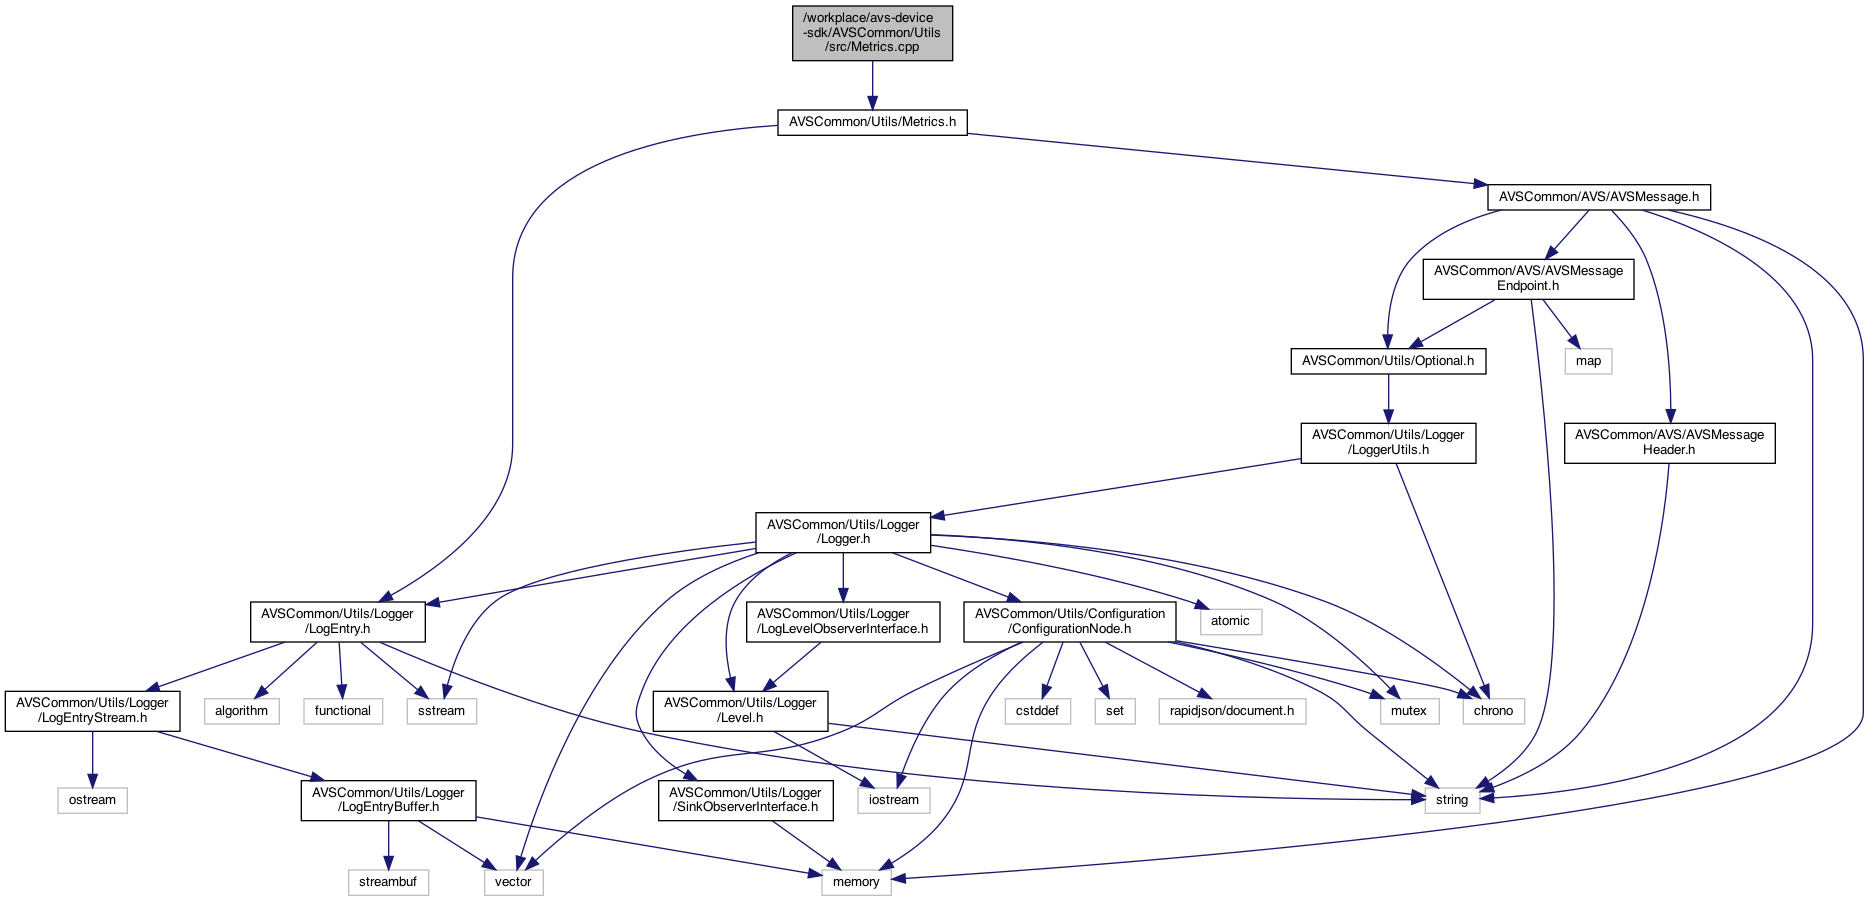 /workplace/avs-device
-sdk/AVSCommon/Utils
/src/Metrics.cpp
AVSCommon/Utils/Metrics.h
AVSCommon/AVS/AVSMessage.h
AVSCommon/AVS/AVSMessage
Endpoint.h
AVSCommon/Utils/Optional.h
map
AVSCommon/Utils/Logger
/LoggerUtils.h
AVSCommon/AVS/AVSMessage
Header.h
AVSCommon/Utils/Logger
/Logger.h
AVSCommon/Utils/Logger
/LogEntry.h
AVSCommon/Utils/Logger
/LogLevelObserverInterface.h
AVSCommon/Utils/Configuration
/ConfigurationNode.h
atomic
AVSCommon/Utils/Logger
/LogEntryStream.h
algorithm
functional
sstream
AVSCommon/Utils/Logger
/Level.h
cstddef
set
rapidjson/document.h
mutex
chrono
ostream
AVSCommon/Utils/Logger
/LogEntryBuffer.h
AVSCommon/Utils/Logger
/SinkObserverInterface.h
iostream
string
streambuf
vector
memory